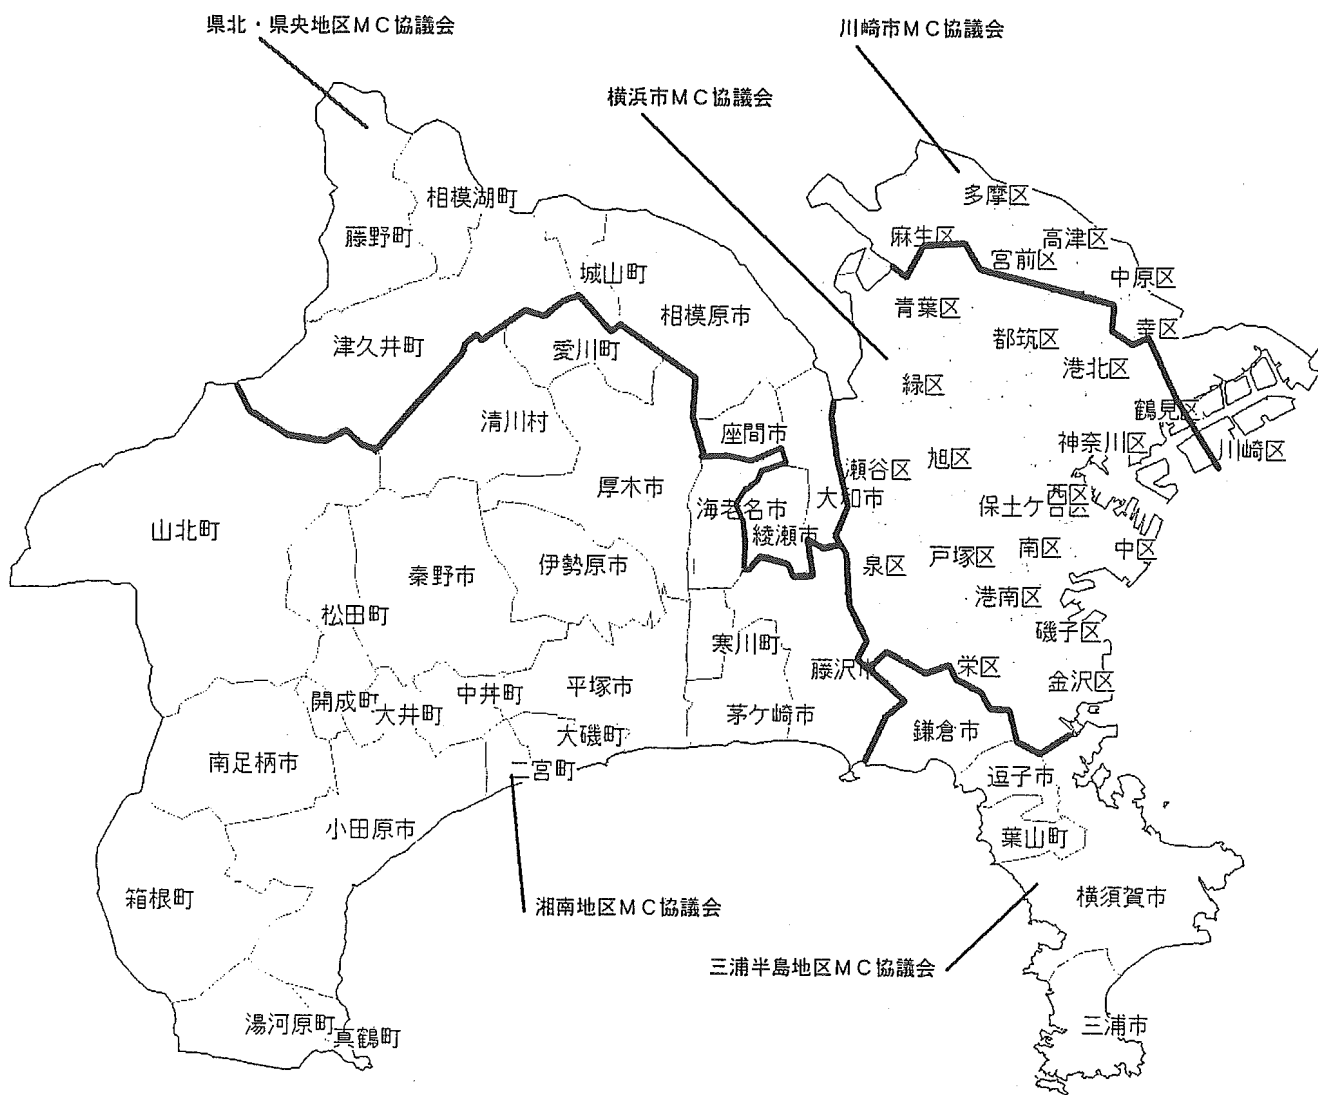 県北・県央地区MC協議会
川崎市MC協議会
横浜市MC協議会
多摩区
相模湖町
藤野町
麻生区
高津区
宮前区
城山町
中原区
青葉区
相模原市
幸区
津久井町
愛川町
都筑区
港北区
緑区
清川村
座間市
鶴見区
神奈川区
川崎区
瀬谷区
旭区
厚木市
海老名市
大和市
西区
保土ケ谷区
山北町
綾瀬市
秦野市
伊勢原市
泉区
戸塚区
南区
中区
松田町
港南区
磯子区
寒川町
藤沢市
栄区
金沢区
開成町
大井町
中井町
平塚市
茅ケ崎市
鎌倉市
大磯町
南足柄市
二宮町
逗子市
小田原市
葉山町
箱根町
横須賀市
湘南地区MC協議会
三浦半島地区MC協議会
湯河原町
真鶴町
三浦市